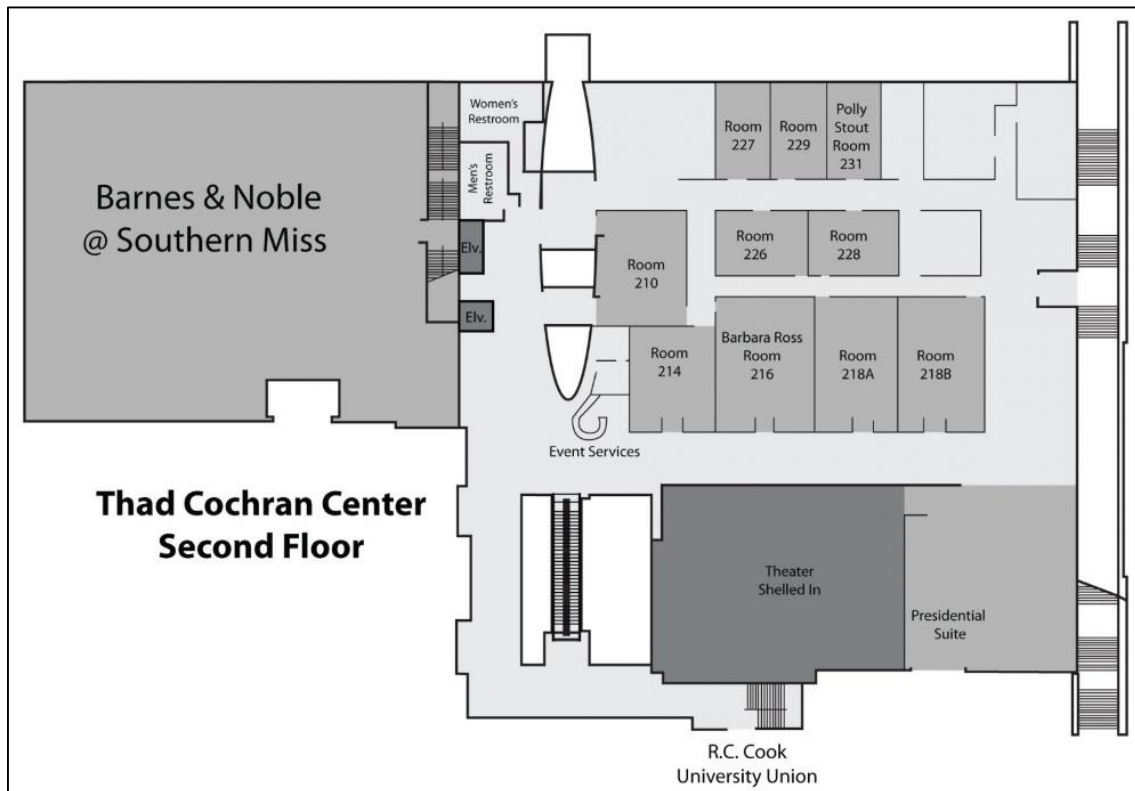 Women's
Restroom
Men's
Restroom
Barnes & Noble
@ Southern Miss
Elv.
Elv.
Room
227
Room
229
Polly
Stout
Room
231
Room
226
Room
228
Room
210
Room
214
Barbara Ross
Room
216
Room
218A
Room
218B
Event Services
Thad Cochran Center
Second Floor
Theater
Shelled In
Presidential
Suite
R.C. Cook
University Union